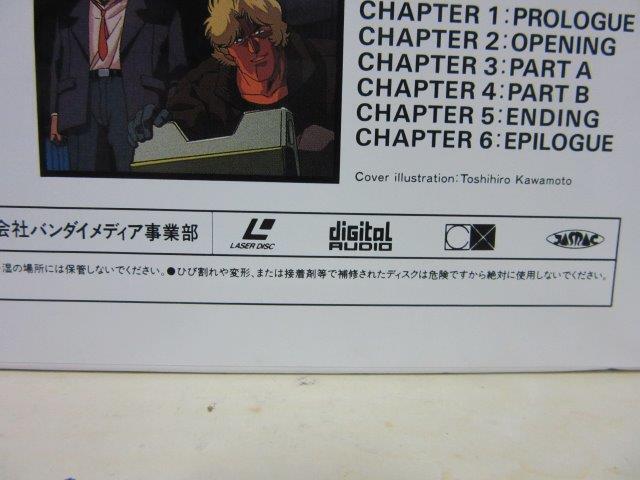 CHAPTER 1:PROLOGUE
CHAPTER 2:OPENING
CHAPTER 3:PART A
CHAPTER 4:PART B
CHAPTER 5:ENDING
CHAPTER 6:EPILOGUE
Cover illustration:Toshihiro Kawamoto
会社バンダイメディア事業部
LASER DISC
digital AUDIO
JASRAC
湿の場所には保管しないでください。●ひび割れや変形、または接着剤等で補修されたディスクは危険ですから絶対に使用しないでください。